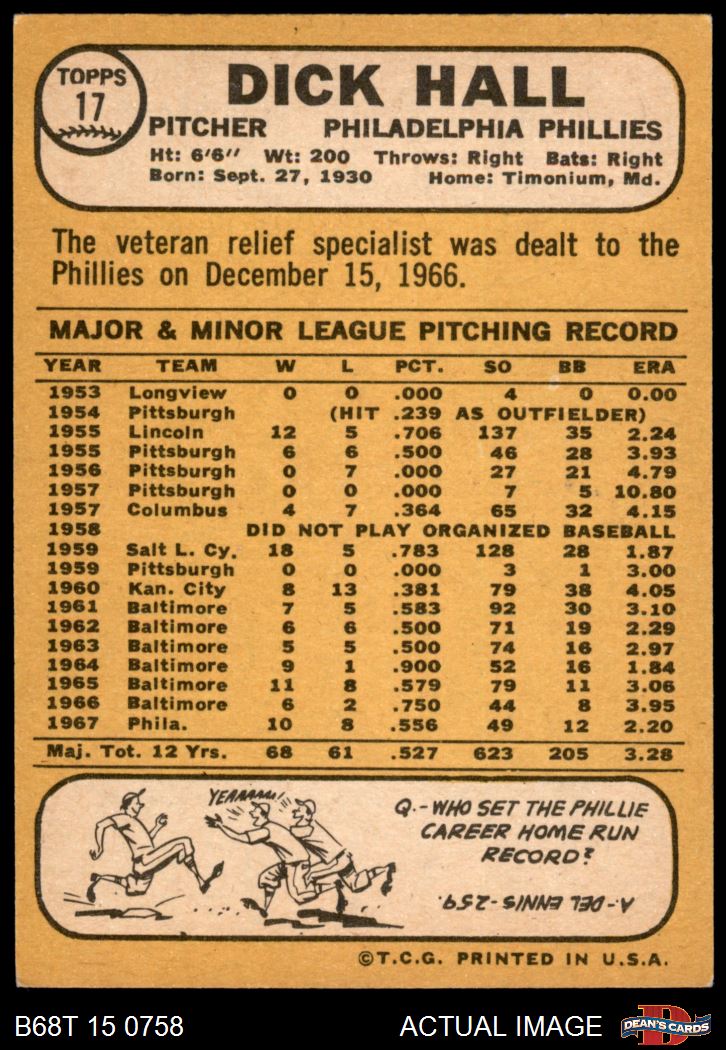 TOPPS
17
DICK HALL
PITCHER PHILADELPHIA PHILLIES
Ht: 6'6" Wt: 200 Throws: Right Bats: Right
Born: Sept. 27, 1930 Home: Timonium, Md.
The veteran relief specialist was dealt to the
Phillies on December 15, 1966.
MAJOR & MINOR LEAGUE PITCHING RECORD
YEAR TEAM W L PCT. SO BB ERA
1953 Longview 0 0 .000 4 0 0.00
1954 Pittsburgh (HIT .239 AS OUTFIELDER)
1955 Lincoln 12 5 .706 137 35 2.24
1955 Pittsburgh 6 6 .500 46 28 3.93
1956 Pittsburgh 0 7 .000 27 21 4.79
1957 Pittsburgh 0 0 .000 7 5 10.80
1957 Columbus 4 7 .364 65 32 4.15
1958 DID NOT PLAY ORGANIZED BASEBALL
1959 Salt L. Cy. 18 5 .783 128 28 1.87
1959 Pittsburgh 0 0 .000 3 1 3.00
1960 Kan. City 8 13 .381 79 38 4.05
1961 Baltimore 7 5 .583 92 30 3.10
1962 Baltimore 6 6 .500 71 19 2.29
1963 Baltimore 5 5 .500 74 16 2.97
1964 Baltimore 9 1 .900 52 16 1.84
1965 Baltimore 11 8 .579 79 11 3.06
1966 Baltimore 6 2 .750 44 8 3.95
1967 Phila. 10 8 .556 49 12 2.20
Maj. Tot. 12 Yrs. 68 61 .527 623 205 3.28
YEAAAAA!
Q.-WHO SET THE PHILLIE
CAREER HOME RUN
RECORD?
A.-DEL ENNIS-259.
©T.C.G. PRINTED IN U.S.A.
B68T 15 0758 ACTUAL IMAGE
DEAN'S CARDS